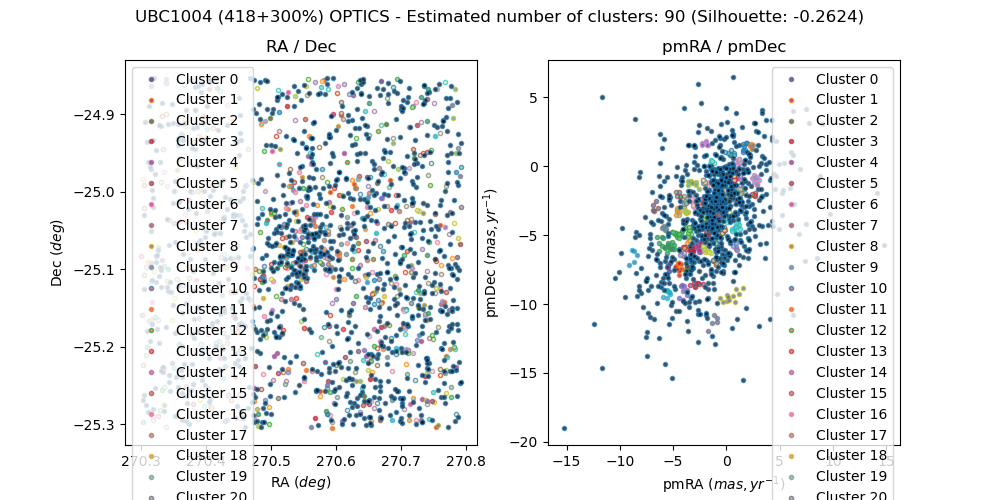 UBC1004 (418+300%) OPTICS - Estimated number of clusters: 90 (Silhouette: -0.2624)
RA / Dec
Dec (deg)
−24.9
−25.0
−25.1
−25.2
−25.3
270.3
270.4
270.5
270.6
270.7
270.8
RA (deg)
Cluster 0
Cluster 1
Cluster 2
Cluster 3
Cluster 4
Cluster 5
Cluster 6
Cluster 7
Cluster 8
Cluster 9
Cluster 10
Cluster 11
Cluster 12
Cluster 13
Cluster 14
Cluster 15
Cluster 16
Cluster 17
Cluster 18
Cluster 19
Cluster 20
pmRA / pmDec
pmDec (mas, yr⁻¹)
5
0
−5
−10
−15
−20
−15
−10
−5
0
5
10
15
pmRA (mas, yr⁻¹)
Cluster 0
Cluster 1
Cluster 2
Cluster 3
Cluster 4
Cluster 5
Cluster 6
Cluster 7
Cluster 8
Cluster 9
Cluster 10
Cluster 11
Cluster 12
Cluster 13
Cluster 14
Cluster 15
Cluster 16
Cluster 17
Cluster 18
Cluster 19
Cluster 20